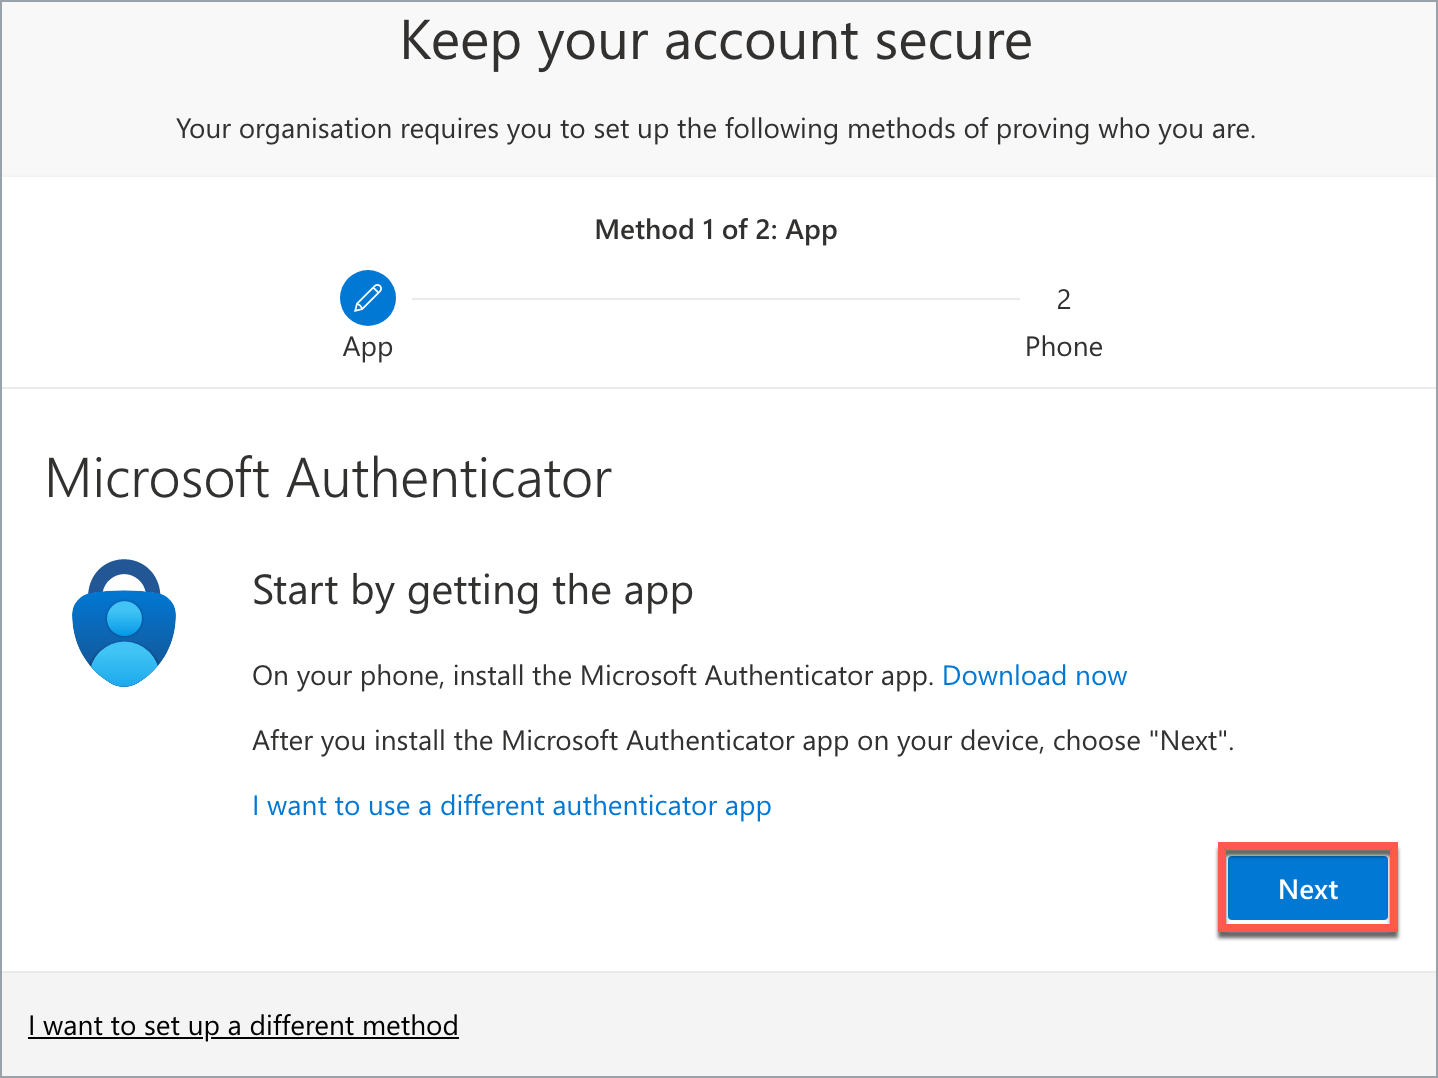 Keep your account secure
Your organisation requires you to set up the following methods of proving who you are.
Method 1 of 2: App
2
App
Phone
Microsoft Authenticator
Start by getting the app
On your phone, install the Microsoft Authenticator app. Download now
After you install the Microsoft Authenticator app on your device, choose "Next".
I want to use a different authenticator app
Next
I want to set up a different method